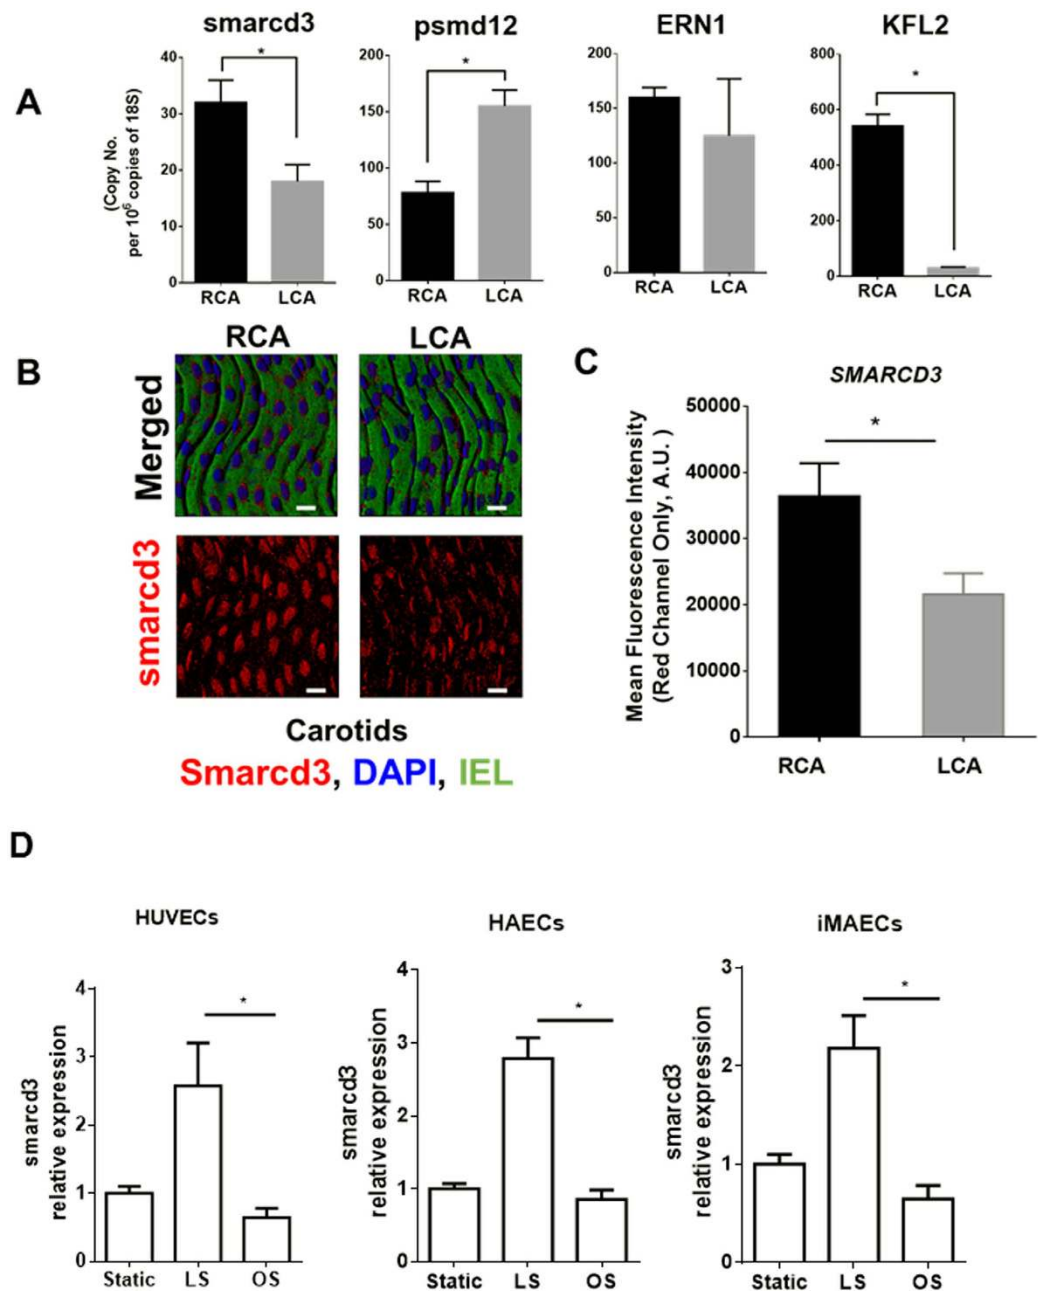 A
smarcd3
psmd12
ERN1
KFL2
(Copy No.
per 10⁶ copies of 18S)
40
30
20
10
0
*
RCA LCA
200
150
100
50
0
*
RCA LCA
200
150
100
50
0
RCA LCA
800
600
400
200
0
*
RCA LCA
B
RCA LCA
Merged
smarcd3
Carotids
Smarcd3, DAPI, IEL
C
SMARCD3
Mean Fluorescence Intensity
(Red Channel Only, A.U. )
50000
40000
30000
20000
10000
0
*
RCA LCA
D
HUVECs
smarcd3
relative expression
4
3
2
1
0
*
Static LS OS
HAECs
smarcd3
relative expression
4
3
2
1
0
*
Static LS OS
iMAECs
smarcd3
relative expression
3
2
1
0
*
Static LS OS